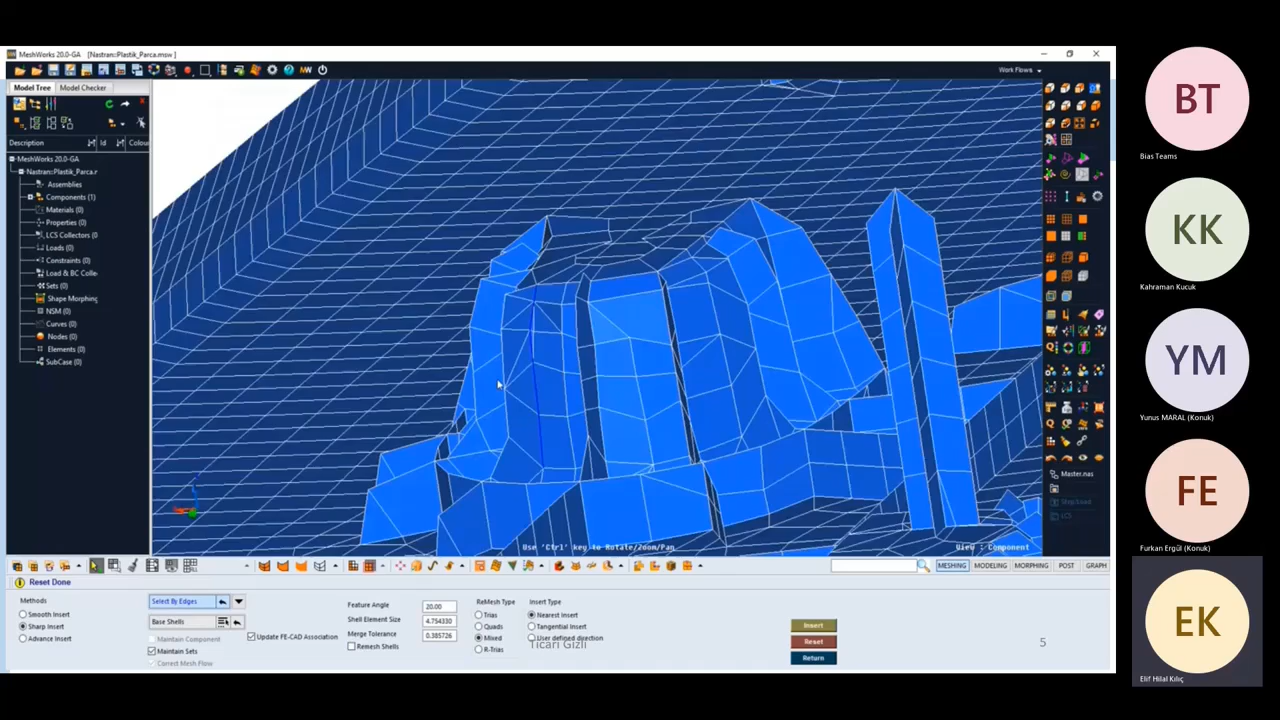 MeshWorks 20.0-GA    [Nastran::Plastik_Parca.msw ]
Work Flows
Model Tree
Model Checker
Description
Id
Colou
MeshWorks 20.0-GA
Nastran::Plastik_Parca.r
Assemblies
Components (1)
Materials (0)
Properties (0)
LCS Collectors (0
Loads (0)
Constraints (0)
Load & BC Colle
Sets (0)
Shape Morphing
NSM (0)
Curves (0)
Nodes (0)
Elements (0)
SubCase (0)
Master.nas
Use 'Ctrl' key to Rotate/Zoom/Pan
View : Component
MESHING
MODELING
MORPHING
POST
GRAPH
Reset Done
Methods
Smooth Insert
Sharp Insert
Advance Insert
Select By Edges
Base Shells
Maintain Component
Maintain Sets
Correct Mesh Flow
Update FE-CAD Association
Feature Angle
20.00
Shell Element Size
4.754330
Merge Tolerance
0.385726
Remesh Shells
ReMesh Type
Trias
Quads
Mixed
R-Trias
Insert Type
Nearest Insert
Tangential Insert
User defined direction
Ticari Gizli
Insert
Reset
Return
5
BT
Bias Teams
KK
Kahraman Kucuk
YM
Yunus MARAL (Konuk)
FE
Furkan Ergül (Konuk)
EK
Elif Hilal Kılıç